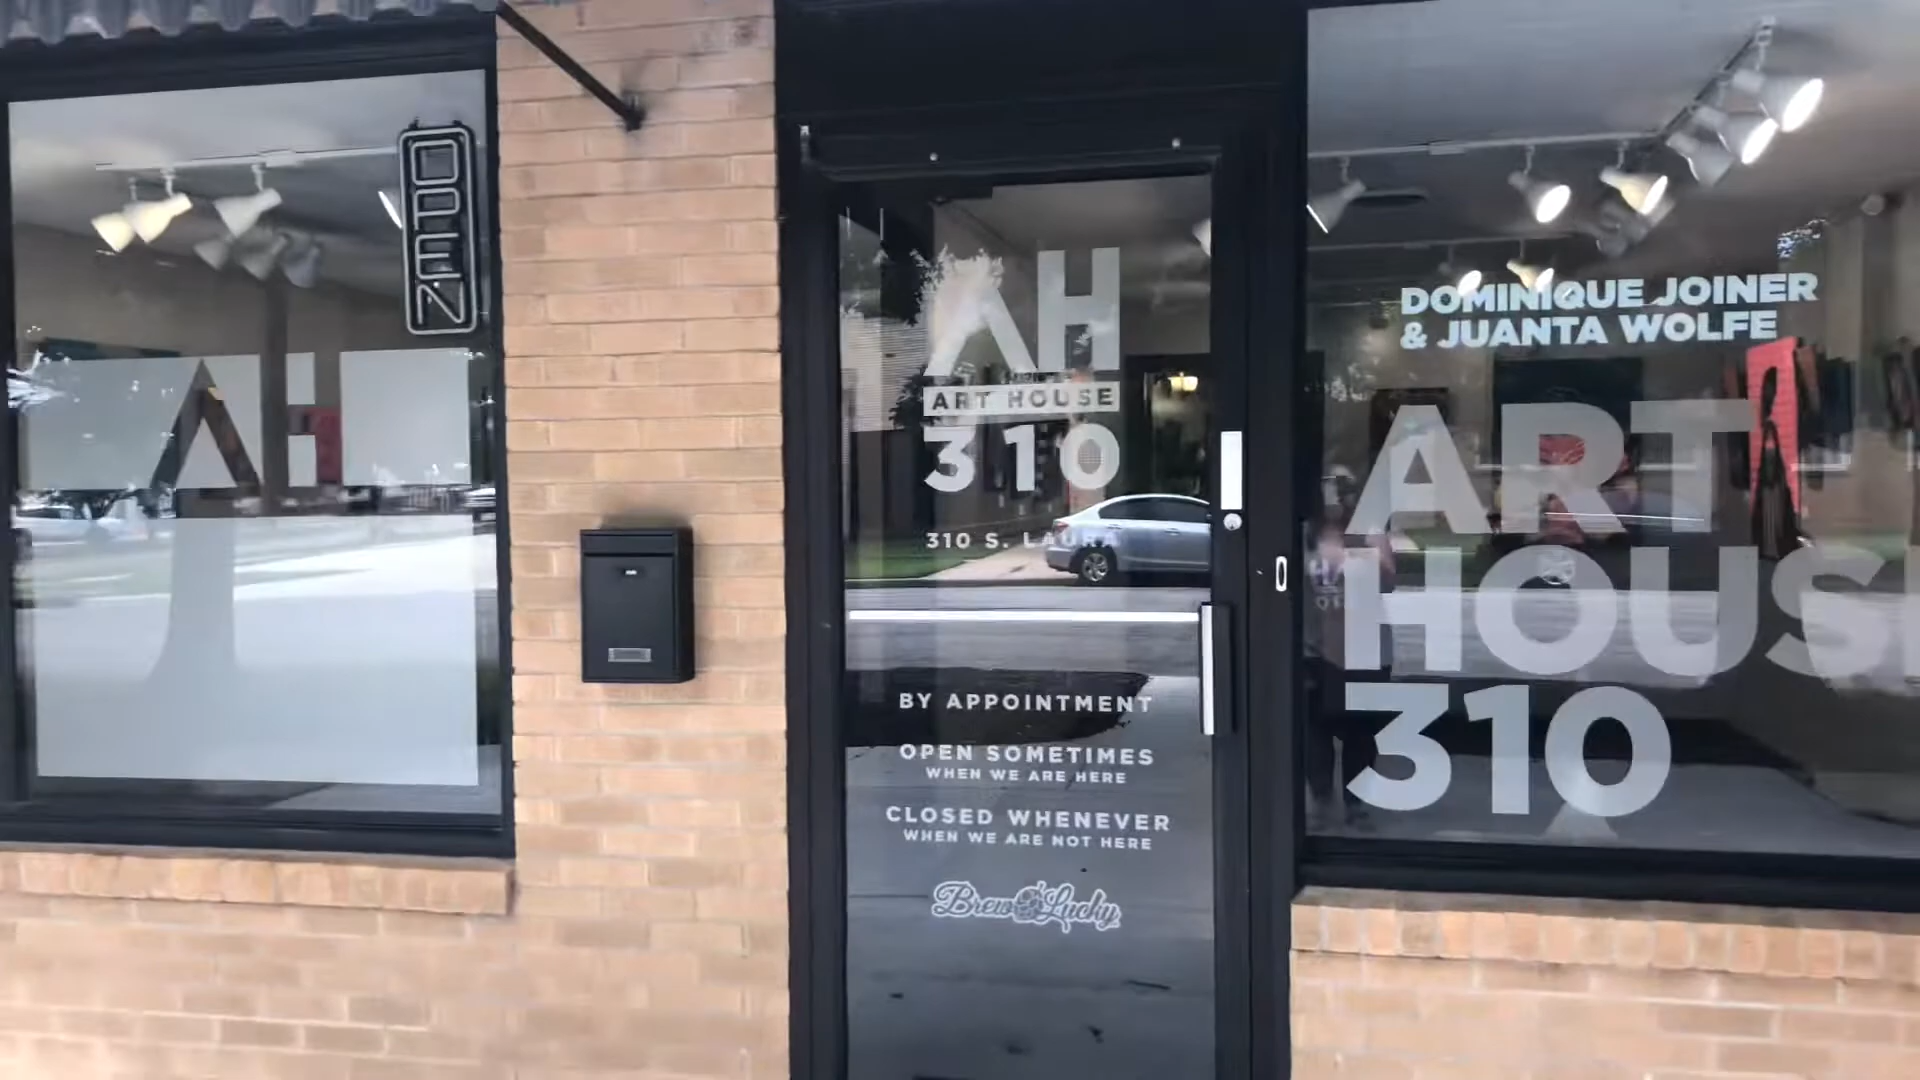 OPEN
AH
AH
ART HOUSE
310
310 S. LAURA
BY APPOINTMENT
OPEN SOMETIMES
WHEN WE ARE HERE
CLOSED WHENEVER
WHEN WE ARE NOT HERE
Brew Lucky
DOMINIQUE JOINER
& JUANTA WOLFE
ART
HOUSE
310